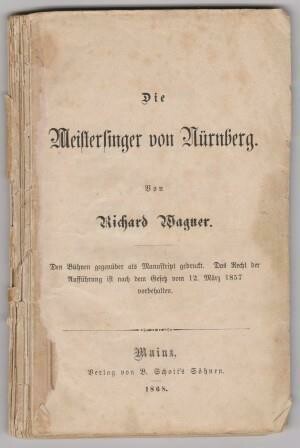 Die
Meistersinger von Nürnberg.
Von
Richard Wagner.
Den Bühnen gegenüber als Manuskript gedruckt. Das Recht der
Aufführung ist nach dem Gesetz vom 12. März 1857
vorbehalten.
Mainz,
Verlag von B. Schott's Söhnen.
1868.